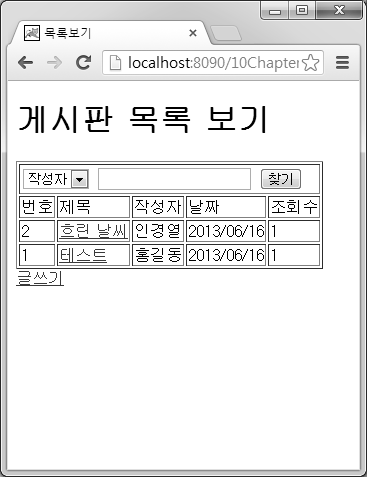 목록보기
localhost:8090/10Chapter
게시판 목록 보기
작성자 찾기
번호 제목 작성자 날짜 조회수
2 흐린 날씨 인경열 2013/06/16 1
1 테스트 홍길동 2013/06/16 1
글쓰기